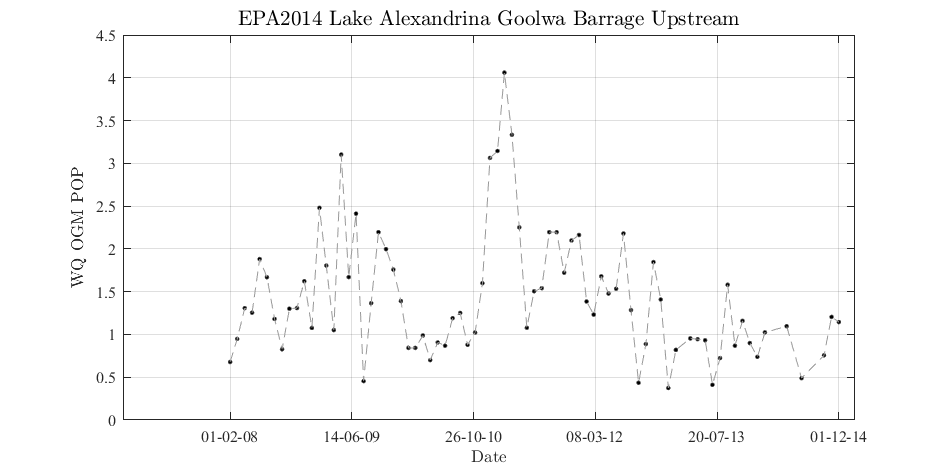 EPA2014 Lake Alexandrina Goolwa Barrage Upstream
4.5
4
3.5
3
2.5
2
1.5
1
0.5
0
WQ OGM POP
01-02-08 14-06-09 26-10-10 08-03-12 20-07-13 01-12-14
Date